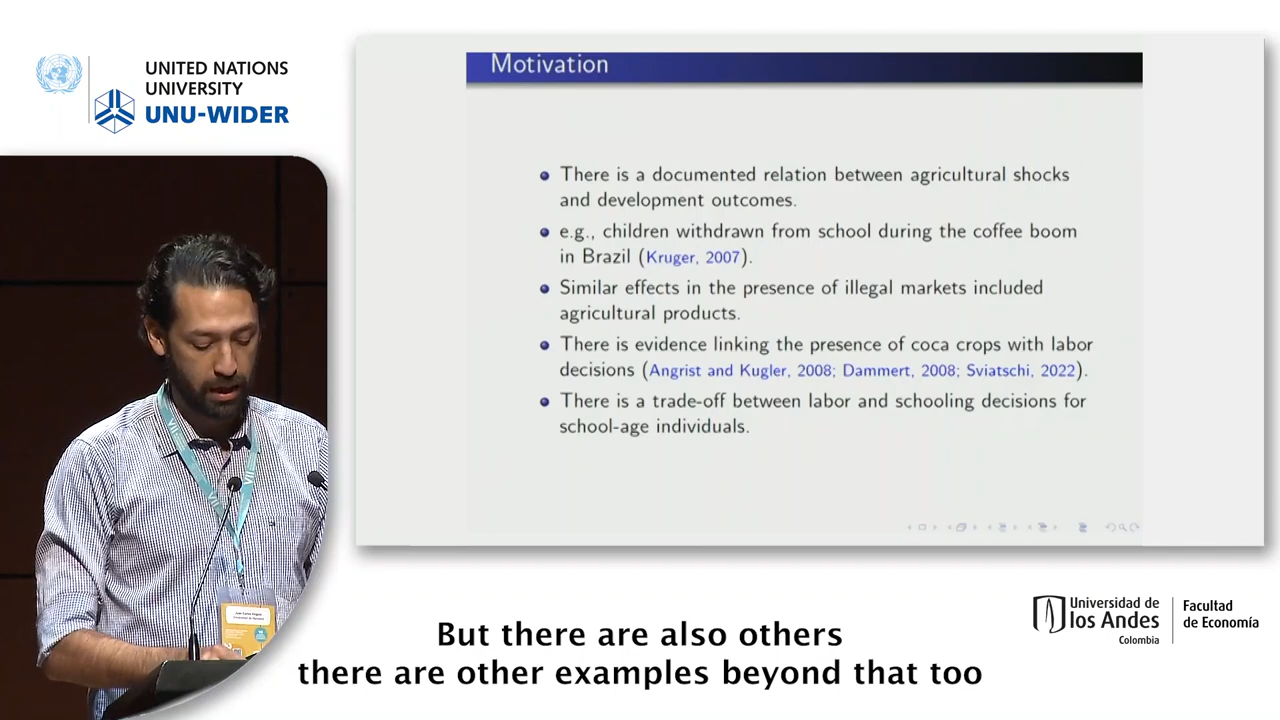 UNITED NATIONS
UNIVERSITY
UNU-WIDER
Motivation
There is a documented relation between agricultural shocks
and development outcomes.
e.g., children withdrawn from school during the coffee boom
in Brazil (Kruger, 2007).
Similar effects in the presence of illegal markets included
agricultural products.
There is evidence linking the presence of coca crops with labor
decisions (Angrist and Kugler, 2008; Dammert, 2008; Sviatschi, 2022).
There is a trade-off between labor and schooling decisions for
school-age individuals.
Universidad de
los Andes
Colombia
Facultad
de Economía
But there are also others
there are other examples beyond that too